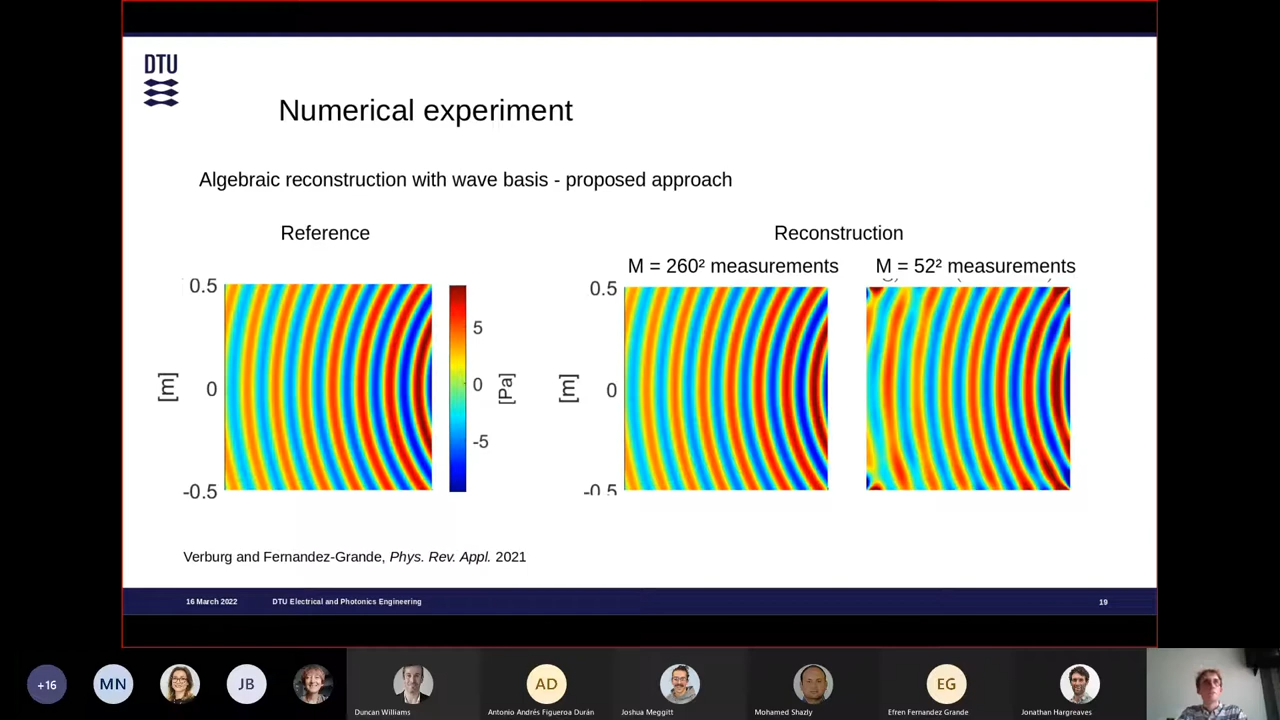 DTU
Numerical experiment
Algebraic reconstruction with wave basis - proposed approach
Reference
Reconstruction
M = 260² measurements
M = 52² measurements
0.5
0
-0.5
[m]
5
0
-5
[Pa]
0.5
0
-0.5
[m]
Verburg and Fernandez-Grande, Phys. Rev. Appl. 2021
16 March 2022
DTU Electrical and Photonics Engineering
19
+16
MN
JB
Duncan Williams
AD
Antonio Andrés Figueroa Durán
Joshua Meggitt
Mohamed Shazly
EG
Efren Fernandez Grande
Jonathan Hargreaves